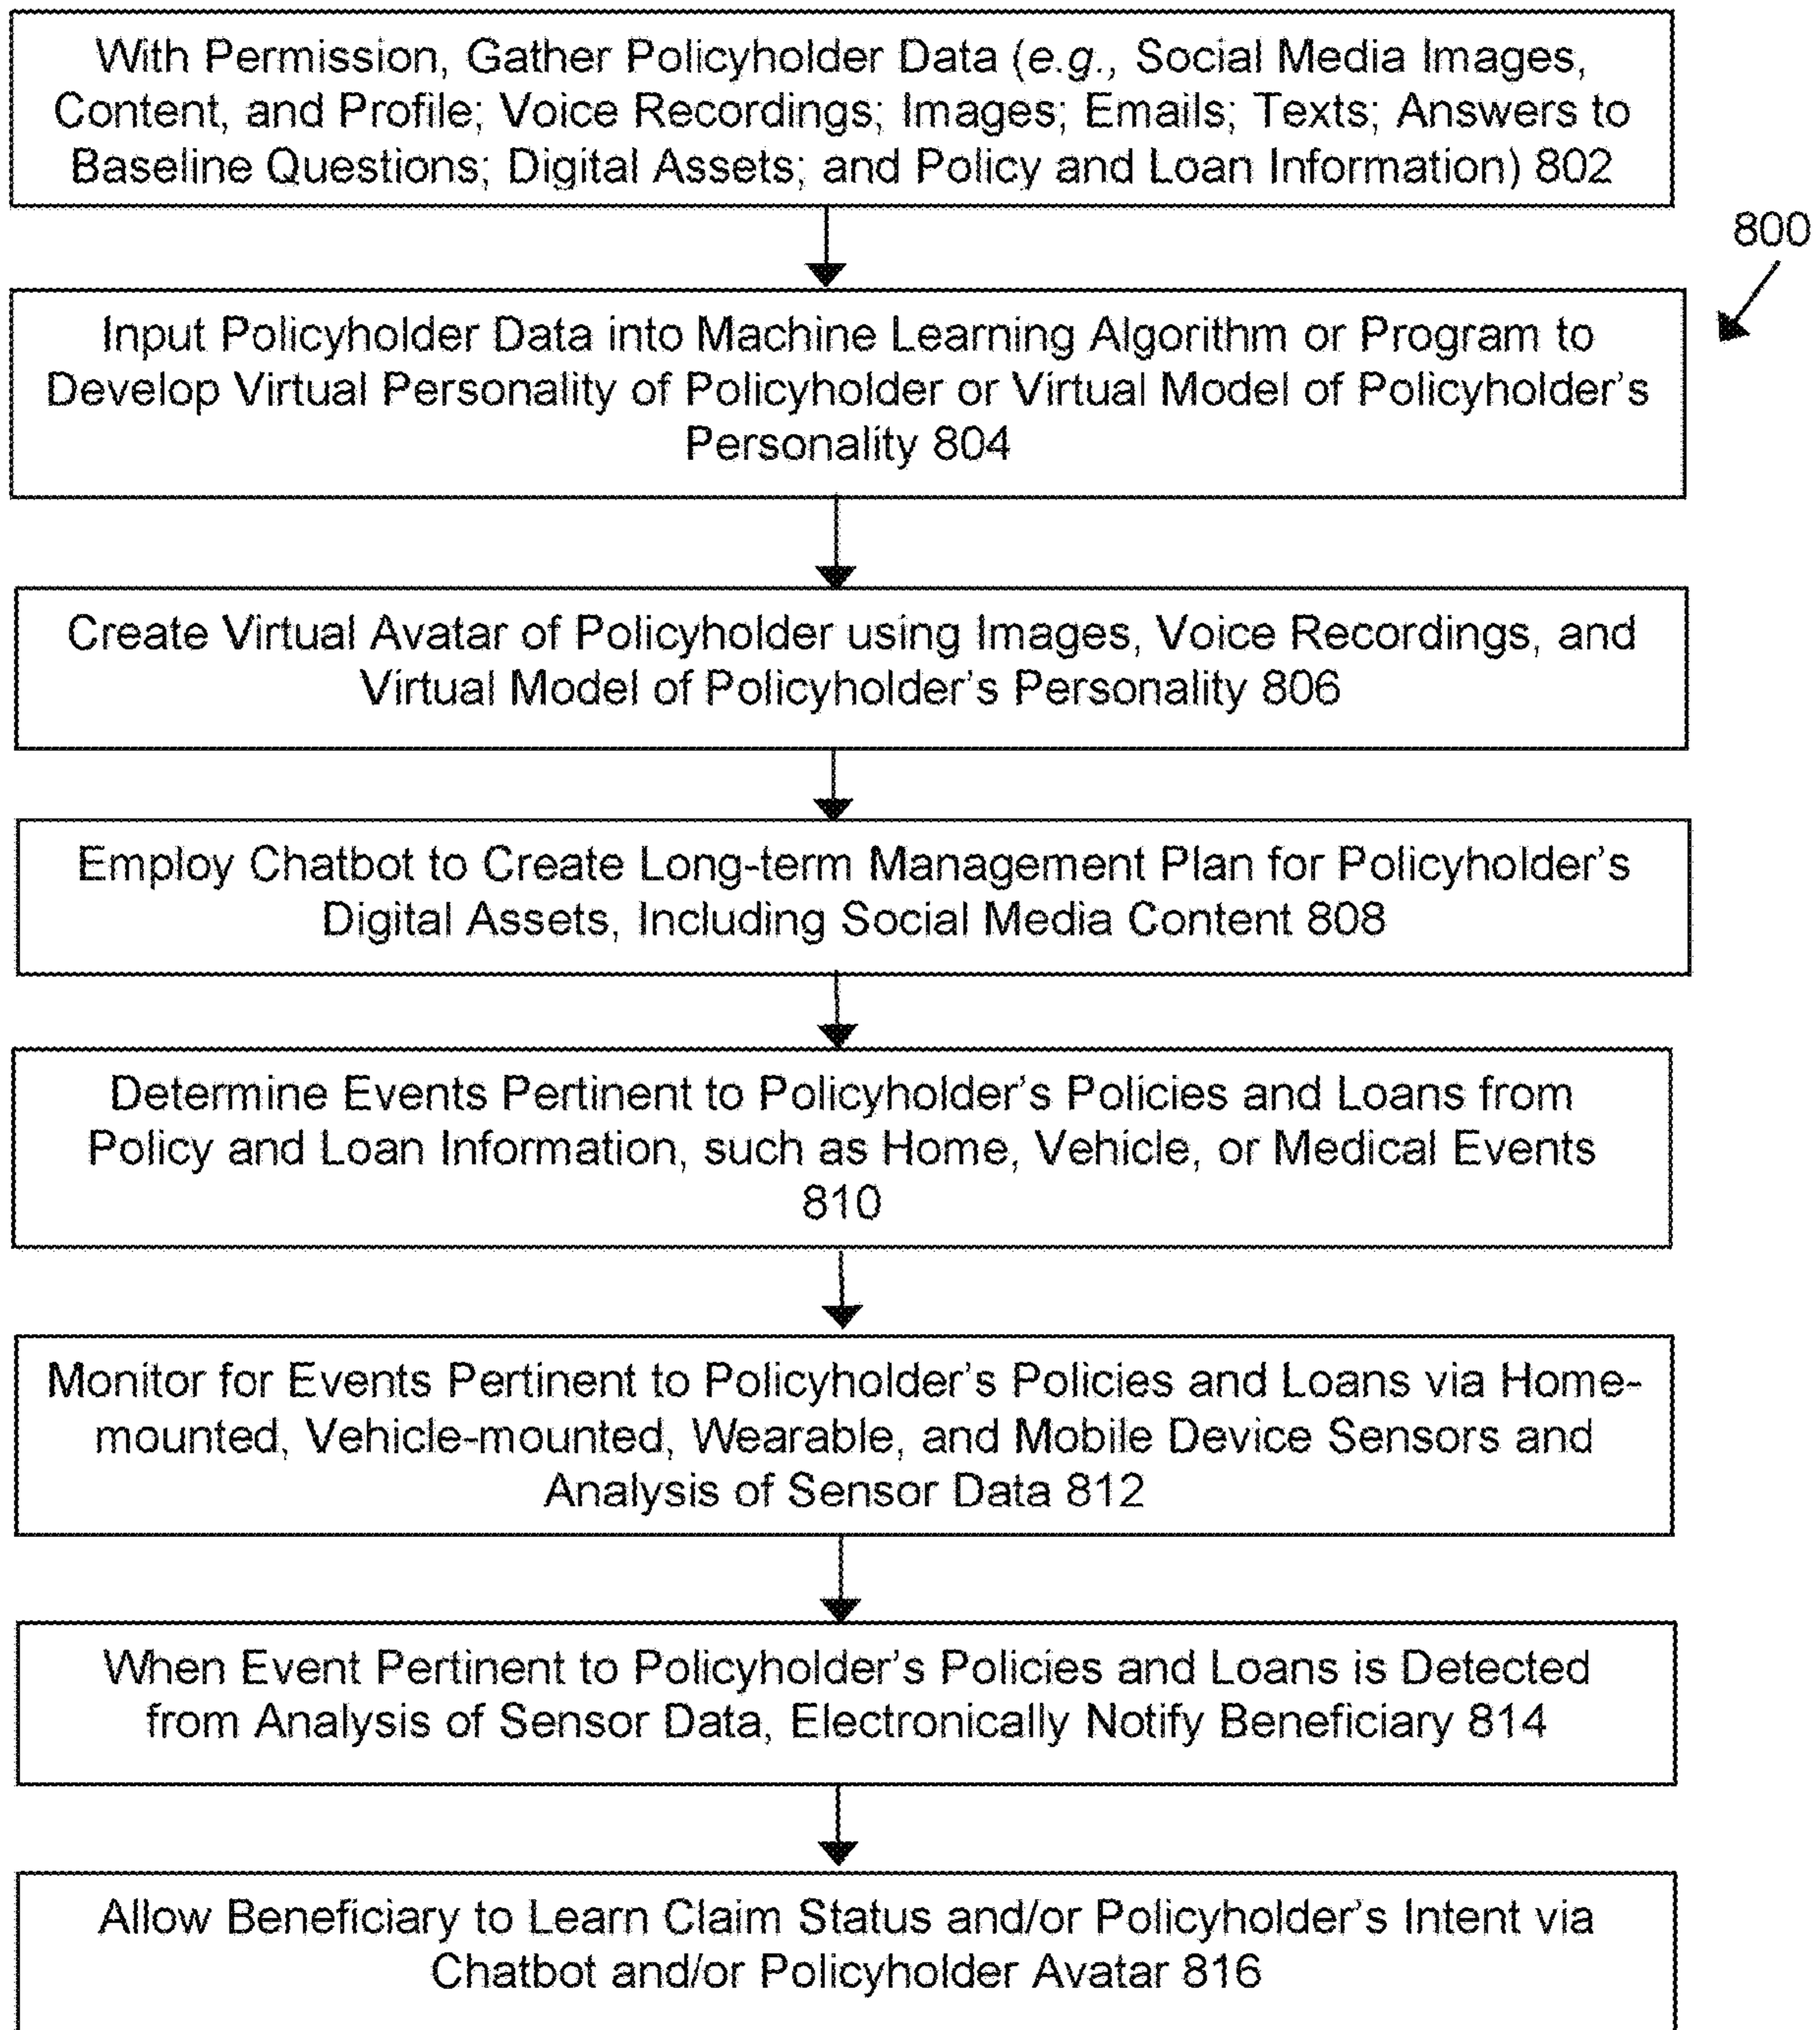 With Permission, Gather Policyholder Data (e.g., Social Media Images,
Content, and Profile; Voice Recordings; Images; Emails; Texts; Answers to
Baseline Questions; Digital Assets; and Policy and Loan Information) 802
800
Input Policyholder Data into Machine Learning Algorithm or Program to
Develop Virtual Personality of Policyholder or Virtual Model of Policyholder's
Personality 804
Create Virtual Avatar of Policyholder using Images, Voice Recordings, and
Virtual Model of Policyholder's Personality 806
Employ Chatbot to Create Long-term Management Plan for Policyholder's
Digital Assets, Including Social Media Content 808
Determine Events Pertinent to Policyholder's Policies and Loans from
Policy and Loan Information, such as Home, Vehicle, or Medical Events
810
Monitor for Events Pertinent to Policyholder's Policies and Loans via Home-
mounted, Vehicle-mounted, Wearable, and Mobile Device Sensors and
Analysis of Sensor Data 812
When Event Pertinent to Policyholder's Policies and Loans is Detected
from Analysis of Sensor Data, Electronically Notify Beneficiary 814
Allow Beneficiary to Learn Claim Status and/or Policyholder's Intent via
Chatbot and/or Policyholder Avatar 816